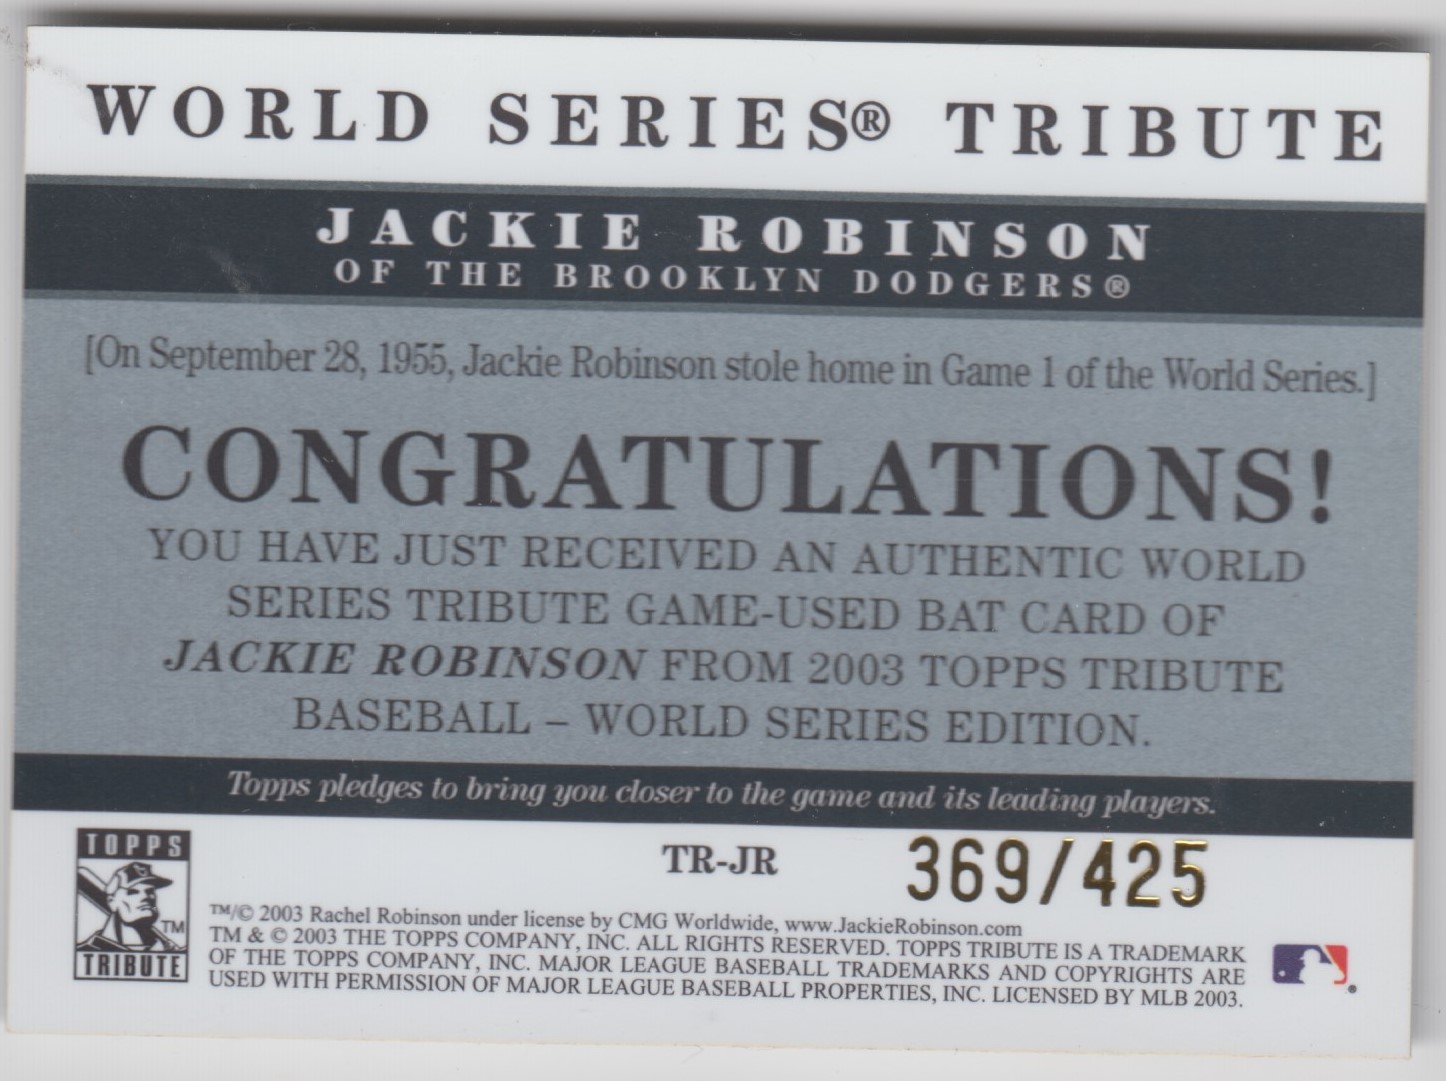 WORLD SERIES® TRIBUTE
JACKIE ROBINSON
OF THE BROOKLYN DODGERS®
[On September 28, 1955, Jackie Robinson stole home in Game 1 of the World Series.]
CONGRATULATIONS!
YOU HAVE JUST RECEIVED AN AUTHENTIC WORLD
SERIES TRIBUTE GAME-USED BAT CARD OF
JACKIE ROBINSON FROM 2003 TOPPS TRIBUTE
BASEBALL – WORLD SERIES EDITION.
Topps pledges to bring you closer to the game and its leading players.
TOPPS
TM
TRIBUTE
TR-JR
369/425
™/© 2003 Rachel Robinson under license by CMG Worldwide, www.JackieRobinson.com
TM & © 2003 THE TOPPS COMPANY, INC. ALL RIGHTS RESERVED. TOPPS TRIBUTE IS A TRADEMARK
OF THE TOPPS COMPANY, INC. MAJOR LEAGUE BASEBALL TRADEMARKS AND COPYRIGHTS ARE
USED WITH PERMISSION OF MAJOR LEAGUE BASEBALL PROPERTIES, INC. LICENSED BY MLB 2003.
®